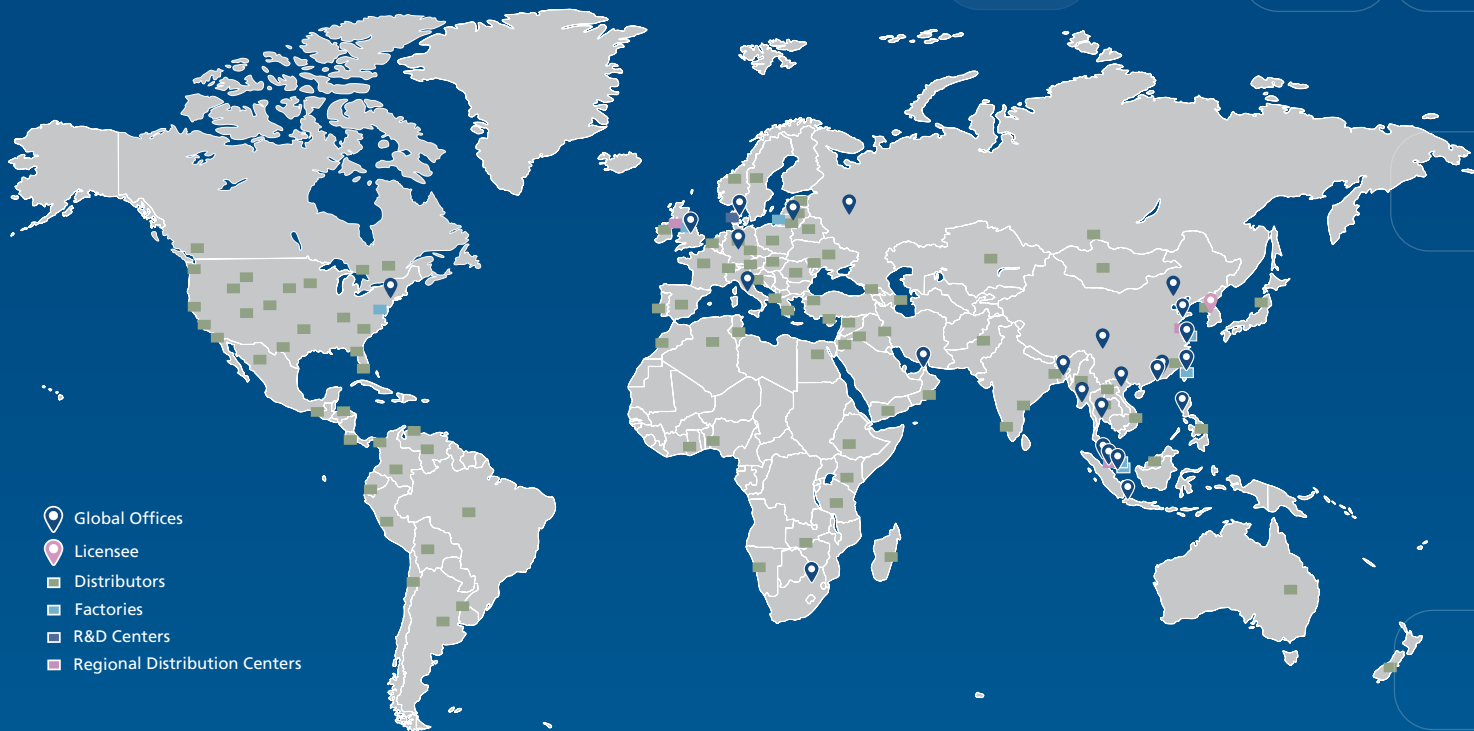 Global Offices
Licensee
Distributors
Factories
R&D Centers
Regional Distribution Centers